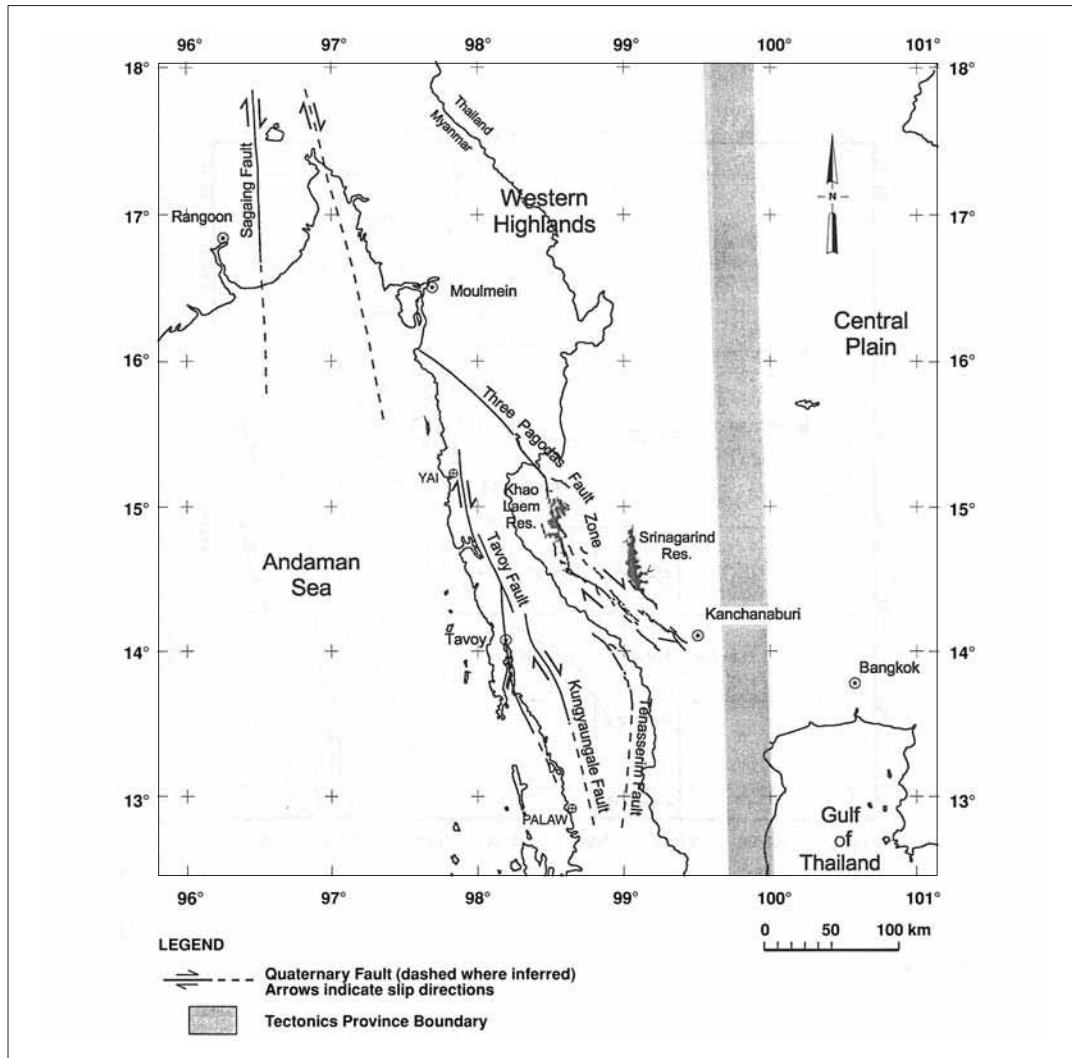 96° 97° 98° 99° 100° 101°
18° 18°
Thailand
Myanmar
Sagaing Fault
Western
Highlands
N
17° 17°
Rangoon
Moulmein
Central
Plain
16° 16°
Three Pagodas Fault Zone
YAI
Khao
Laem
Res.
15° 15°
Srinagarind
Res.
Andaman
Sea
Tavoy Fault
Kanchanaburi
Tavoy
14° 14°
Bangkok
Kungyaungale Fault
Tenasserim Fault
13° 13°
PALAW
Gulf
of
Thailand
96° 97° 98° 99° 100° 101°
0 50 100 km
LEGEND
Quaternary Fault (dashed where inferred)
Arrows indicate slip directions
Tectonics Province Boundary